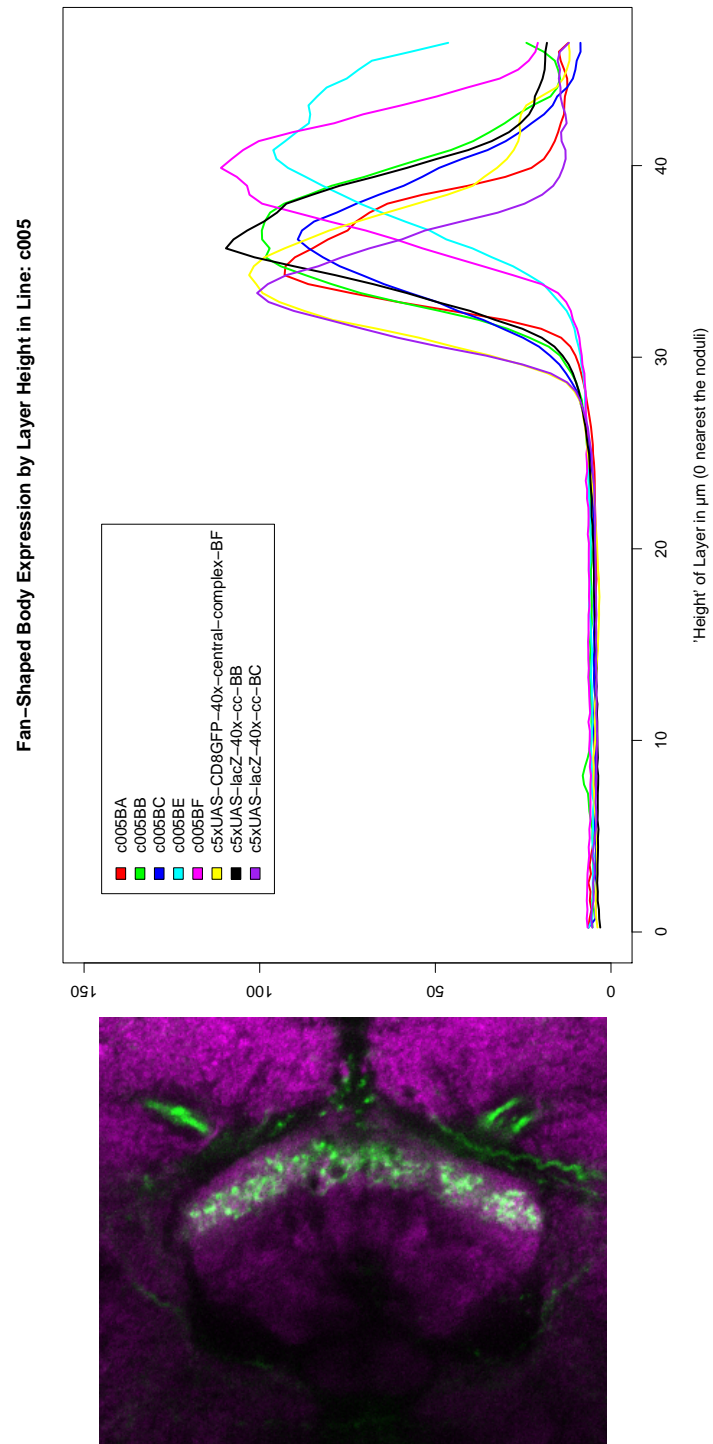 Fan−Shaped Body Expression by Layer Height in Line: c005
c005BA
c005BB
c005BC
c005BE
c005BF
c5xUAS−CD8GFP−40x−central−complex−BF
c5xUAS−lacZ−40x−cc−BB
c5xUAS−lacZ−40x−cc−BC
150
100
50
0
0
10
20
30
40
'Height' of Layer in µm (0 nearest the noduli)